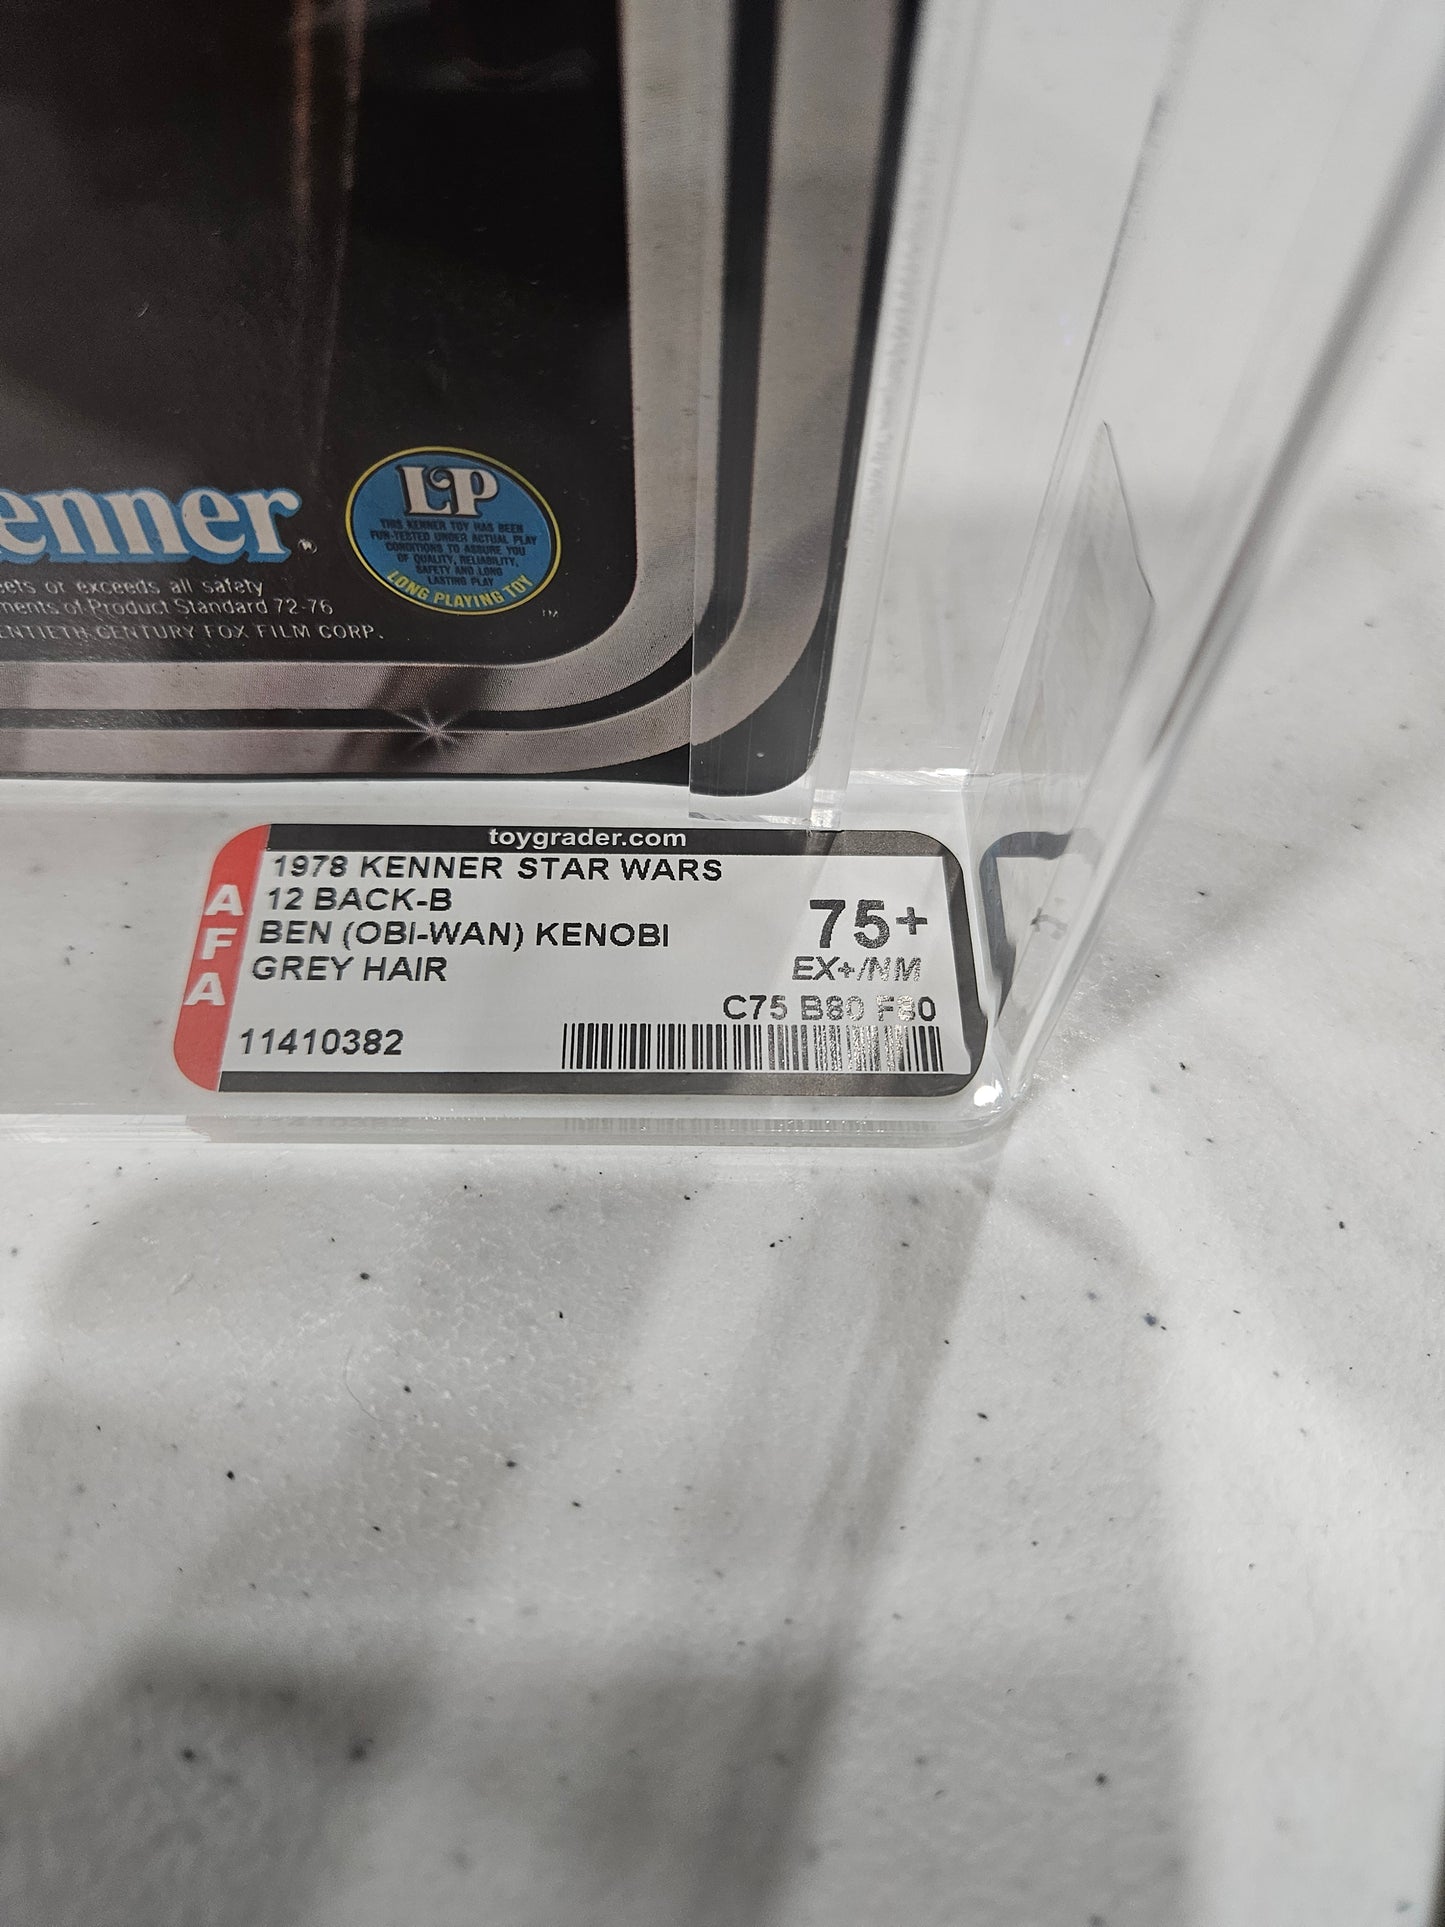 enner
LP
THIS KENNER TOY HAS BEEN
FUN-TESTED UNDER ACTUAL PLAY
CONDITIONS TO ASSURE YOU
OF QUALITY, RELIABILITY,
SAFETY AND LONG
LASTING PLAY
LONG PLAYING TOY
TM
eets or exceeds all safety
ments of Product Standard 72-76
ENTIETH CENTURY FOX FILM CORP.
toygrader.com
AFA
1978 KENNER STAR WARS
12 BACK-B
BEN (OBI-WAN) KENOBI
GREY HAIR
75+
EX+/NM
C75 B80 F80
11410382